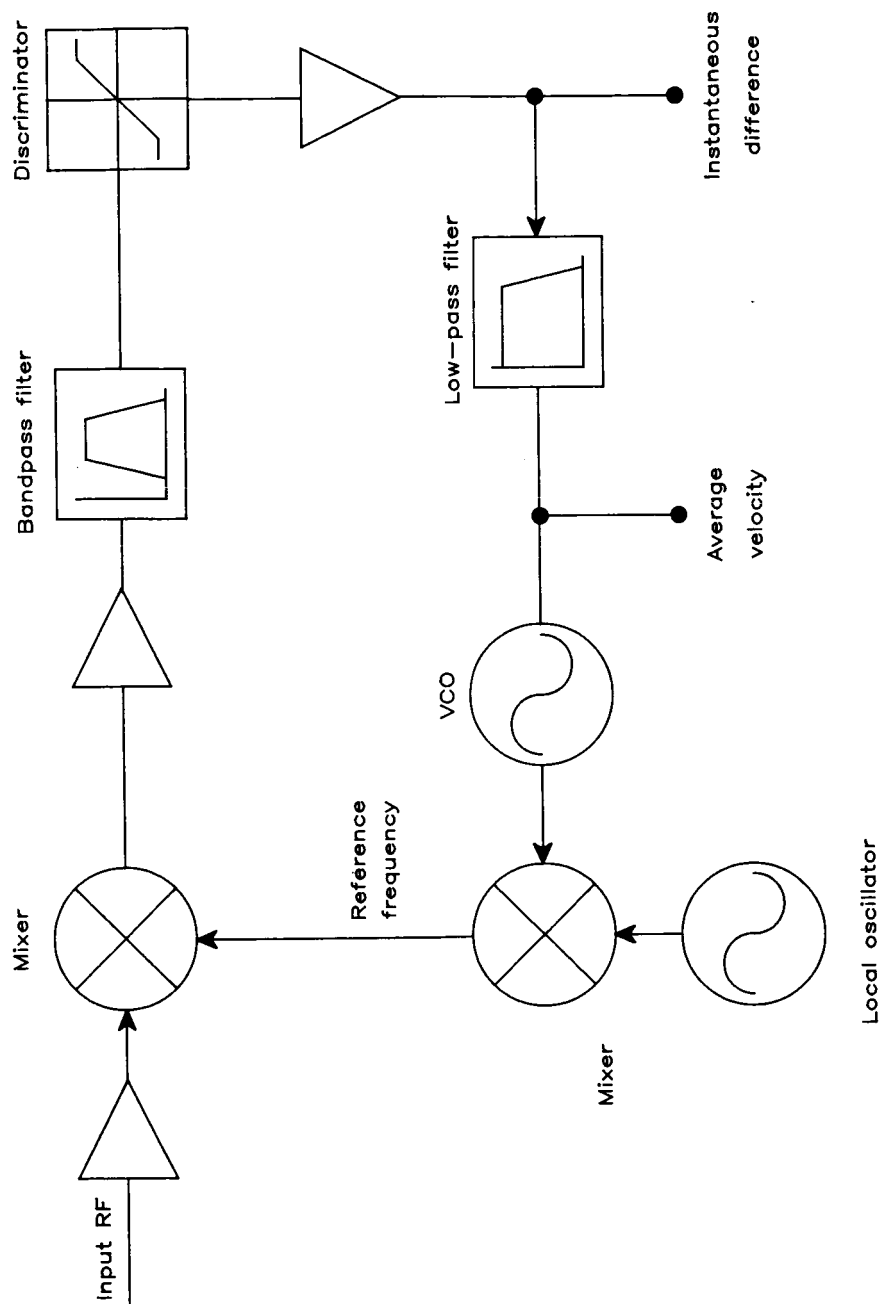 Input RF
Mixer
Bandpass filter
Discriminator
Reference
frequency
VCO
Low-pass filter
Average
velocity
Instantaneous
difference
Mixer
Local oscillator